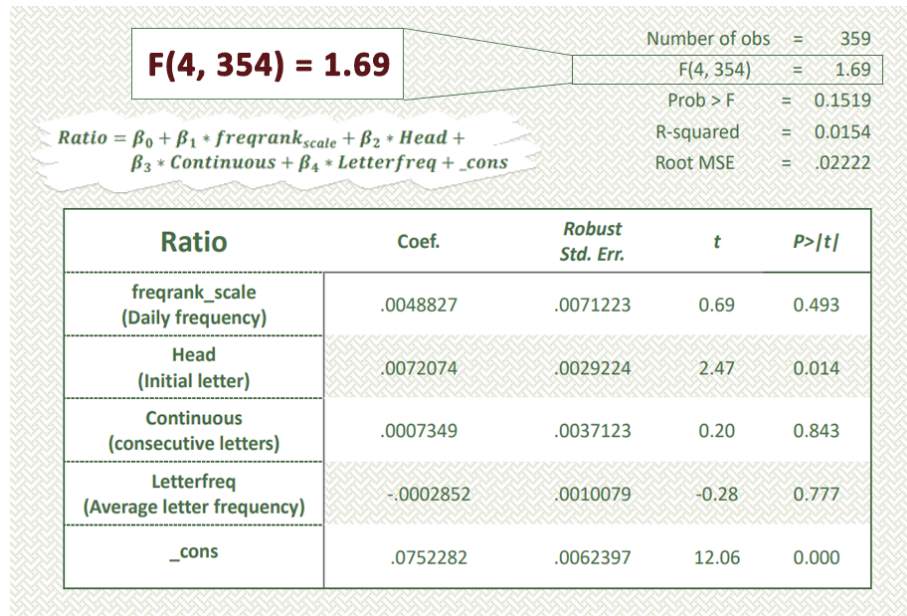 F(4, 354) = 1.69
Number of obs = 359
F(4, 354) = 1.69
Prob > F = 0.1519
R-squared = 0.0154
Root MSE = .02222
Ratio = β₀ + β₁ * freqrank_scale + β₂ * Head +
β₃ * Continuous + β₄ * Letterfreq + _cons
Ratio Coef. Robust Std. Err. t P>|t|
freqrank_scale
(Daily frequency) .0048827 .0071223 0.69 0.493
Head
(Initial letter) .0072074 .0029224 2.47 0.014
Continuous
(consecutive letters) .0007349 .0037123 0.20 0.843
Letterfreq
(Average letter frequency) -.0002852 .0010079 -0.28 0.777
_cons .0752282 .0062397 12.06 0.000